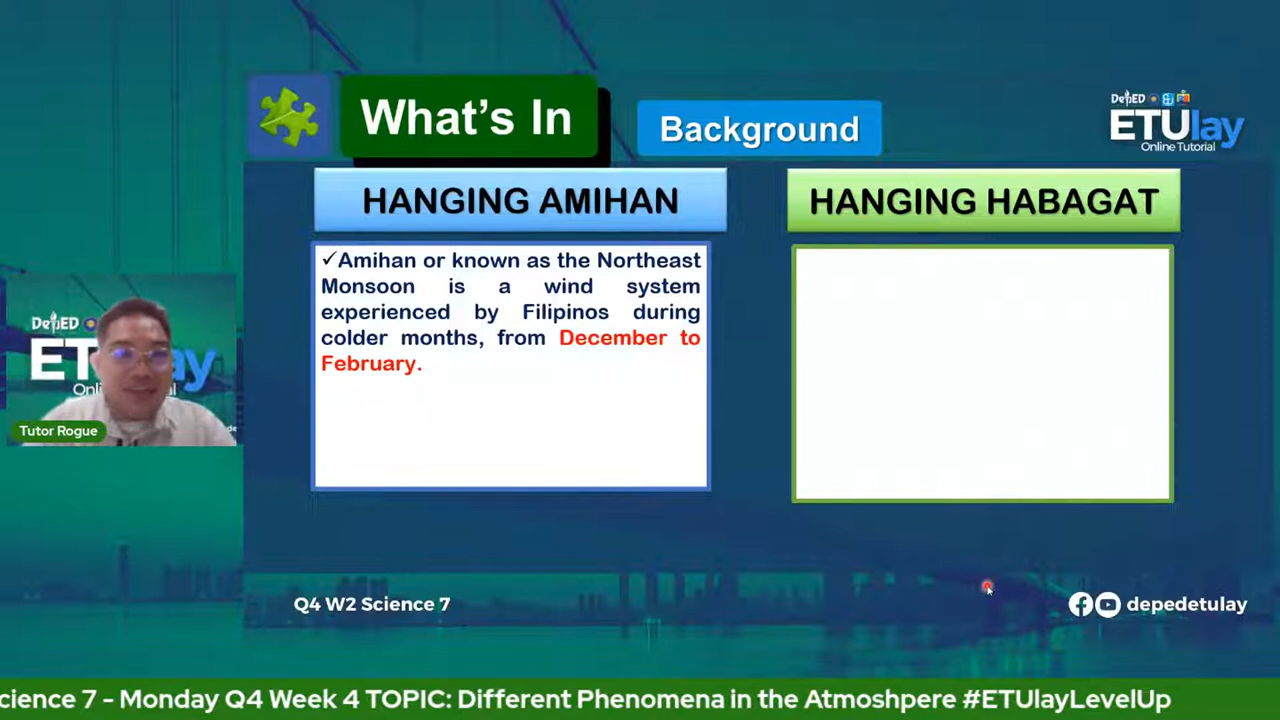 What's In
Background
DepED
ETUlay
Online Tutorial
HANGING AMIHAN
HANGING HABAGAT
✓Amihan or known as the Northeast
Monsoon is a wind system
experienced by Filipinos during
colder months, from December to
February.
DepED
Tutor Rogue
Q4 W2 Science 7
depedetulay
cience 7 - Monday Q4 Week 4 TOPIC: Different Phenomena in the Atmoshpere #ETUlayLevelUp